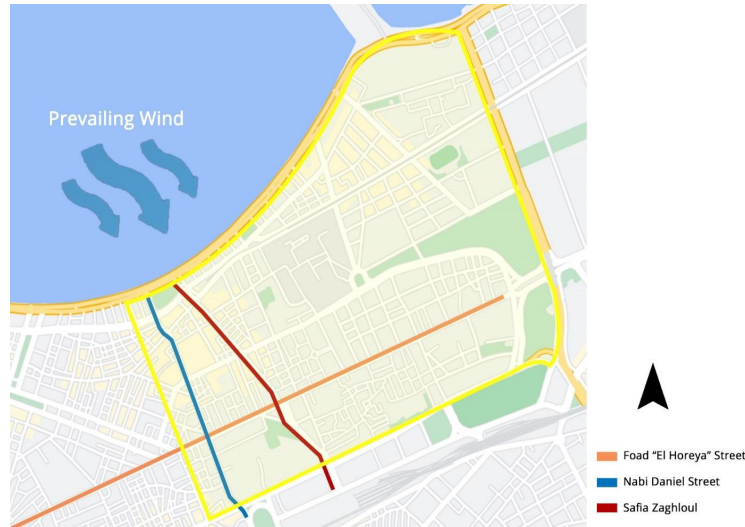 Prevailing Wind
Foad “El Horeya” Street
Nabi Daniel Street
Safia Zaghloul